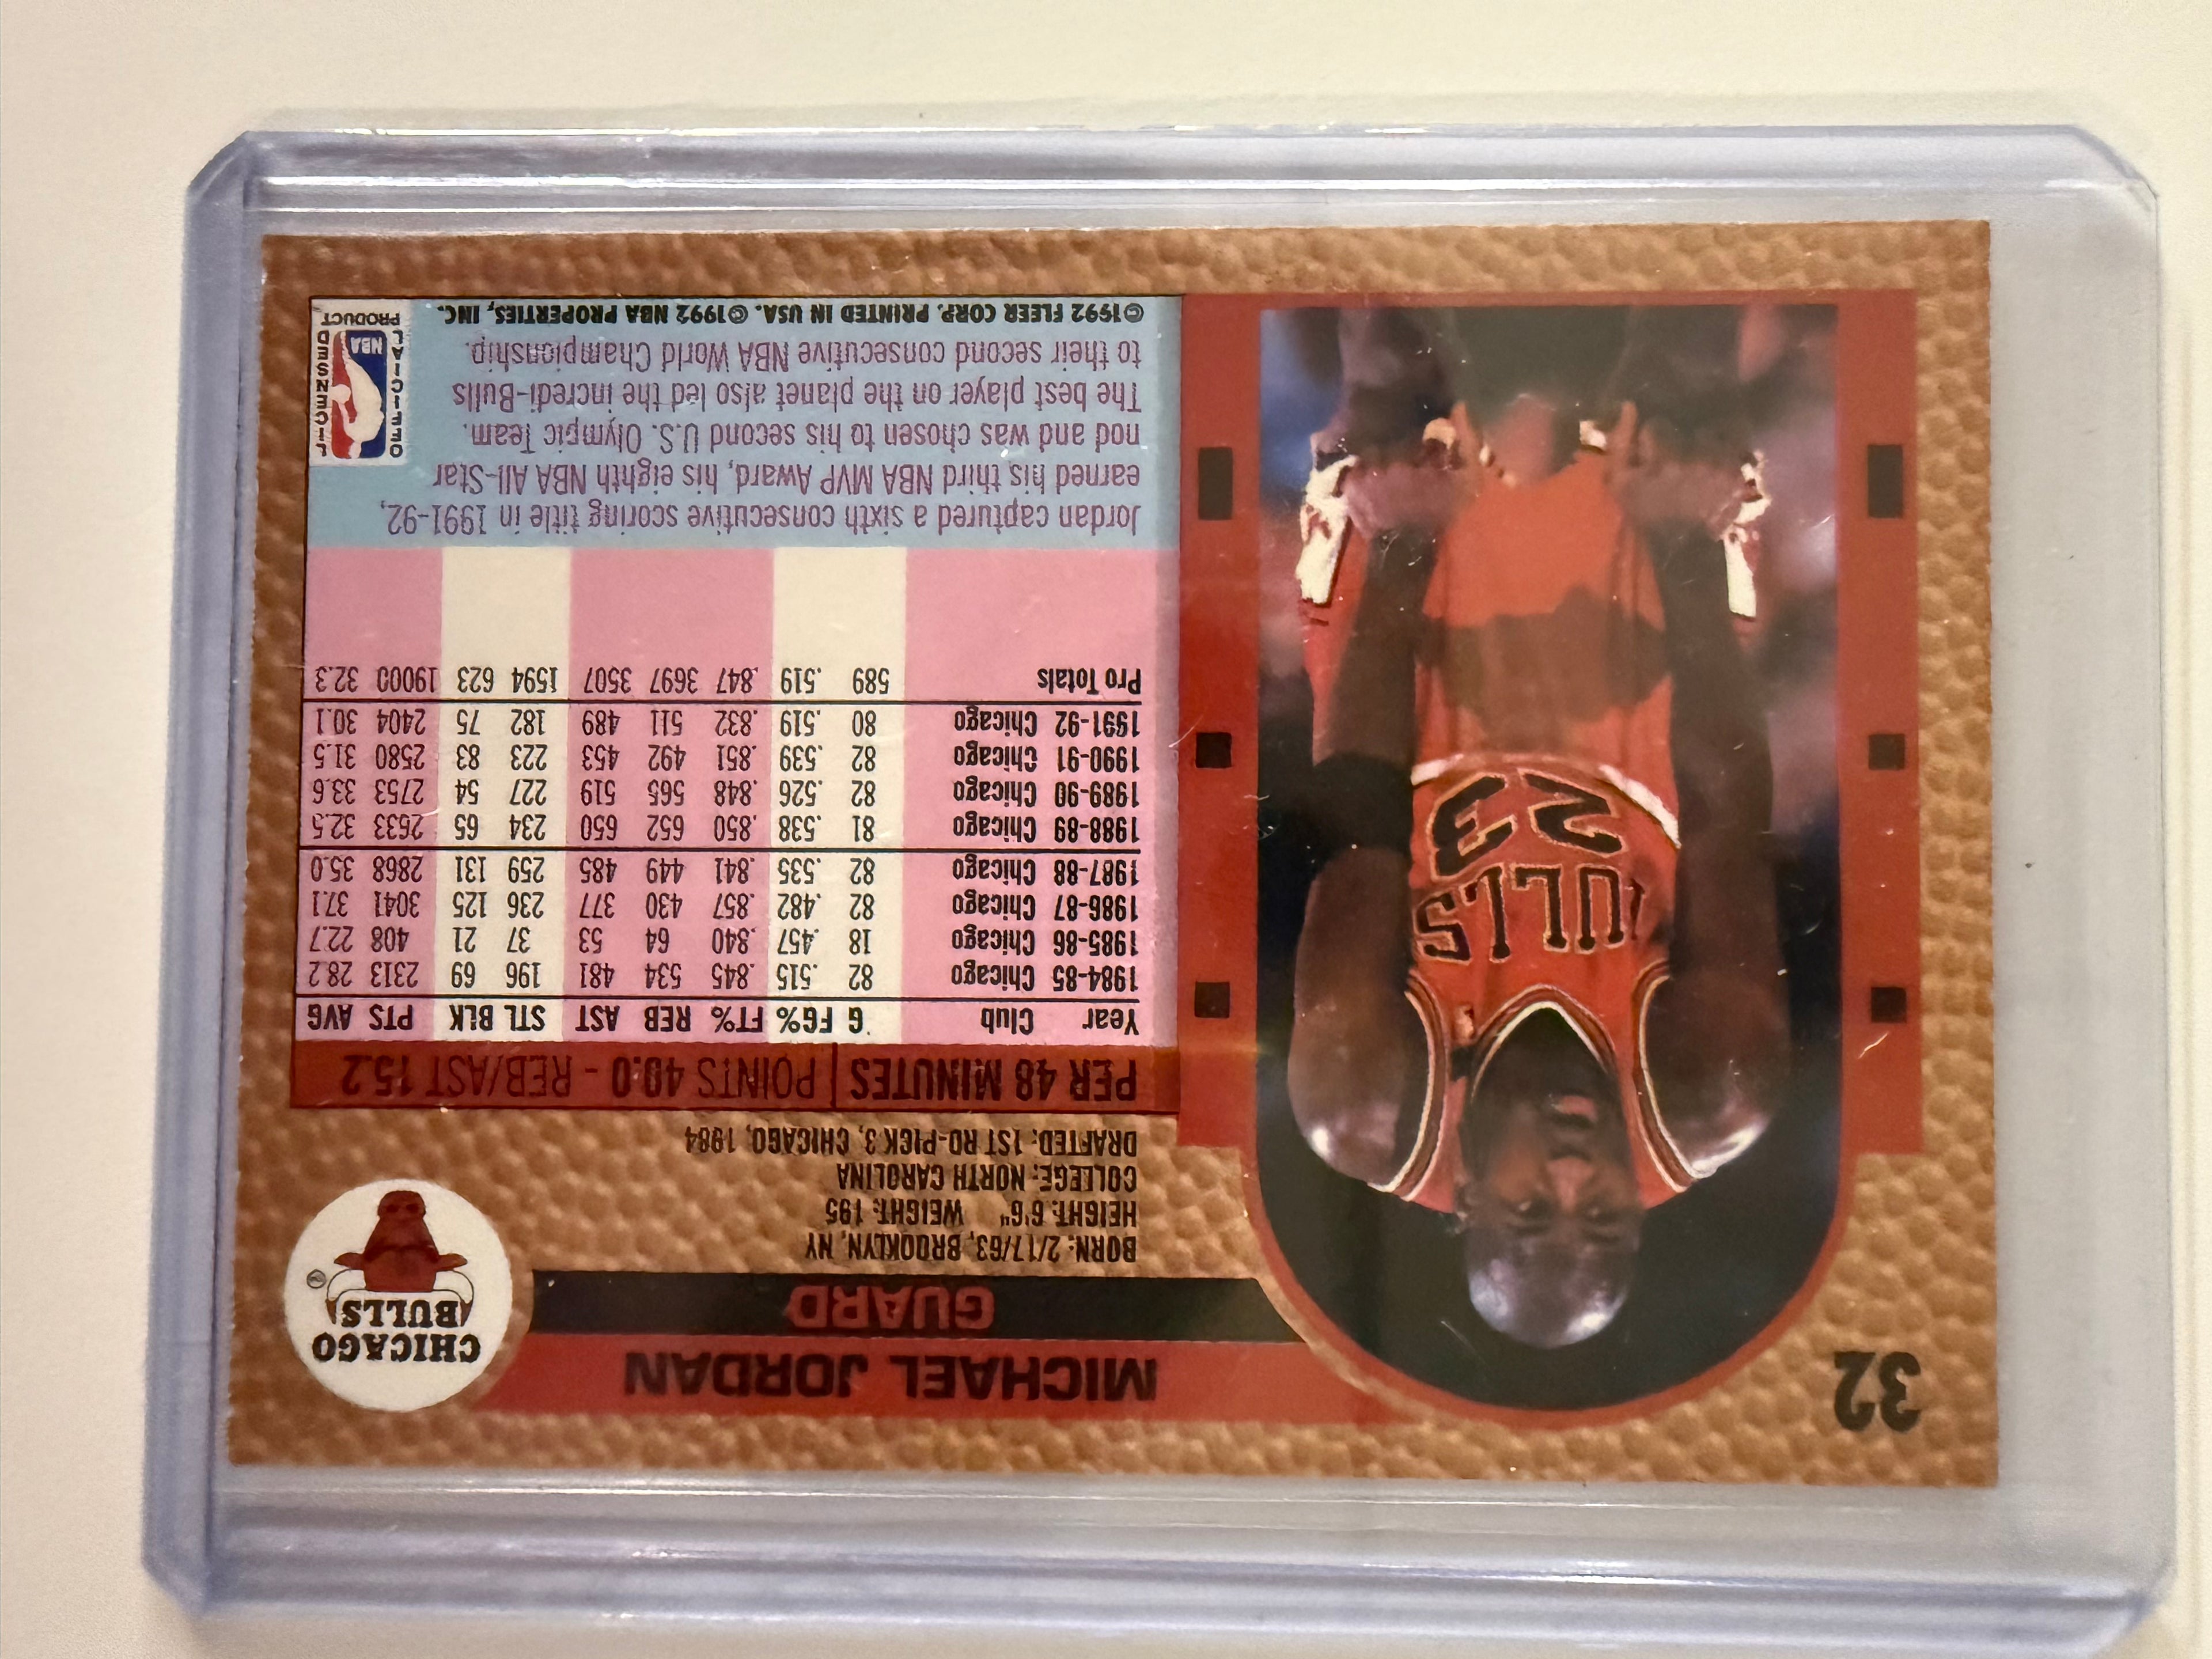 32
MICHAEL JORDAN
GUARD
CHICAGO
BULLS
BORN: 2/17/63, BROOKLYN, NY
HEIGHT: 6'6" WEIGHT: 195
COLLEGE: NORTH CAROLINA
DRAFTED: 1ST RD-PICK 3, CHICAGO, 1984
PER 48 MINUTES POINTS 40.0 - REB/AST 15.2
Year Club G FG% FT% REB AST STL BLK PTS AVG
1984-85 Chicago 82 .515 .845 534 481 196 69 2313 28.2
1985-86 Chicago 18 .457 .840 64 53 37 21 408 22.7
1986-87 Chicago 82 .482 .857 430 377 236 125 3041 37.1
1987-88 Chicago 82 .535 .841 449 485 259 131 2868 35.0
1988-89 Chicago 81 .538 .850 652 650 234 65 2633 32.5
1989-90 Chicago 82 .526 .848 565 519 227 54 2753 33.6
1990-91 Chicago 82 .539 .851 492 453 223 83 2580 31.5
1991-92 Chicago 80 .519 .832 511 489 182 75 2404 30.1
Pro Totals 589 .519 .847 3697 3507 1594 623 19000 32.3
Jordan captured a sixth consecutive scoring title in 1991-92,
earned his third NBA MVP Award, his eighth NBA All-Star
nod and was chosen to his second U.S. Olympic Team.
The best player on the planet also led the incredi-Bulls
to their second consecutive NBA World Championship.
©1992 FLEER CORP. PRINTED IN USA. ©1992 NBA PROPERTIES, INC.
OFFICIAL
LICENSED
PRODUCT
NBA
ULLS
23